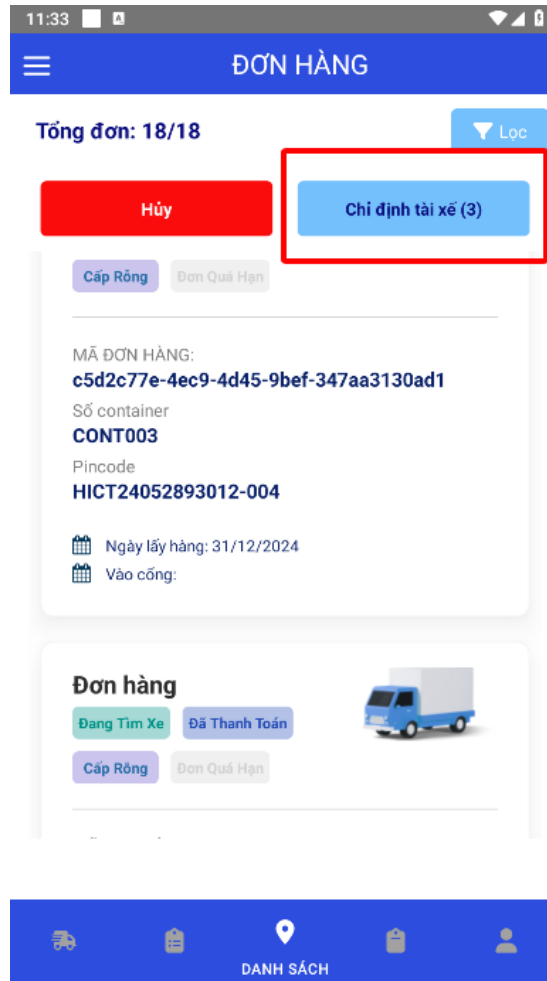 11:33
ĐƠN HÀNG
Tổng đơn: 18/18
Lọc
Hủy
Chỉ định tài xế (3)
Cấp Rỗng
Đơn Quá Hạn
MÃ ĐƠN HÀNG:
c5d2c77e-4ec9-4d45-9bef-347aa3130ad1
Số container
CONT003
Pincode
HICT24052893012-004
Ngày lấy hàng: 31/12/2024
Vào cổng:
Đơn hàng
Đang Tìm Xe
Đã Thanh Toán
Cấp Rỗng
Đơn Quá Hạn
DANH SÁCH